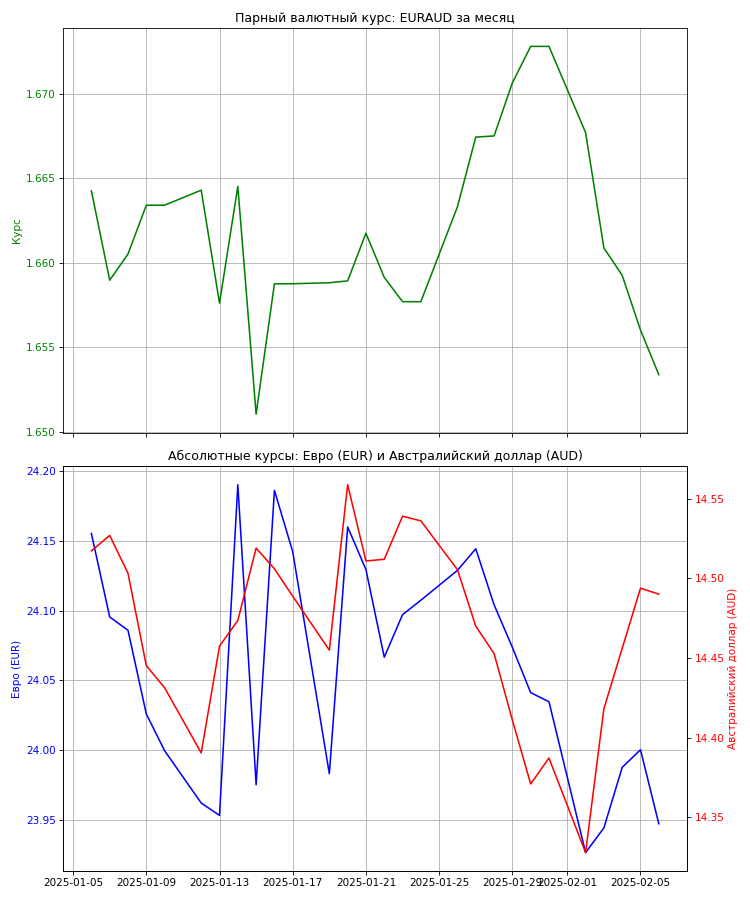 Парный валютный курс: EURAUD за месяц
Курс
1.670
1.665
1.660
1.655
1.650
Абсолютные курсы: Евро (EUR) и Австралийский доллар (AUD)
Евро (EUR)
24.20
24.15
24.10
24.05
24.00
23.95
14.55
14.50
14.45
14.40
14.35
Австралийский доллар (AUD)
2025-01-05 2025-01-09 2025-01-13 2025-01-17 2025-01-21 2025-01-25 2025-01-29 2025-02-01 2025-02-05